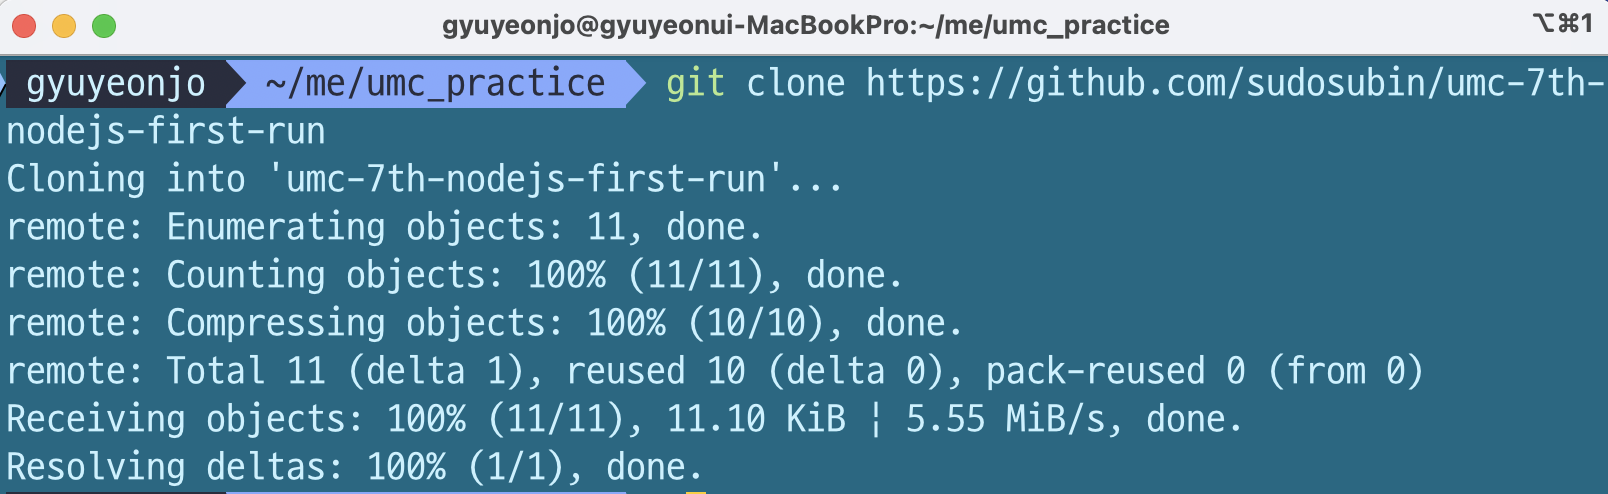 gyuyeonjo@gyuyeonui-MacBookPro:~/me/umc_practice ⌥⌘1
gyuyeonjo ~/me/umc_practice git clone https://github.com/sudosubin/umc-7th-
nodejs-first-run
Cloning into 'umc-7th-nodejs-first-run'...
remote: Enumerating objects: 11, done.
remote: Counting objects: 100% (11/11), done.
remote: Compressing objects: 100% (10/10), done.
remote: Total 11 (delta 1), reused 10 (delta 0), pack-reused 0 (from 0)
Receiving objects: 100% (11/11), 11.10 KiB ¦ 5.55 MiB/s, done.
Resolving deltas: 100% (1/1), done.